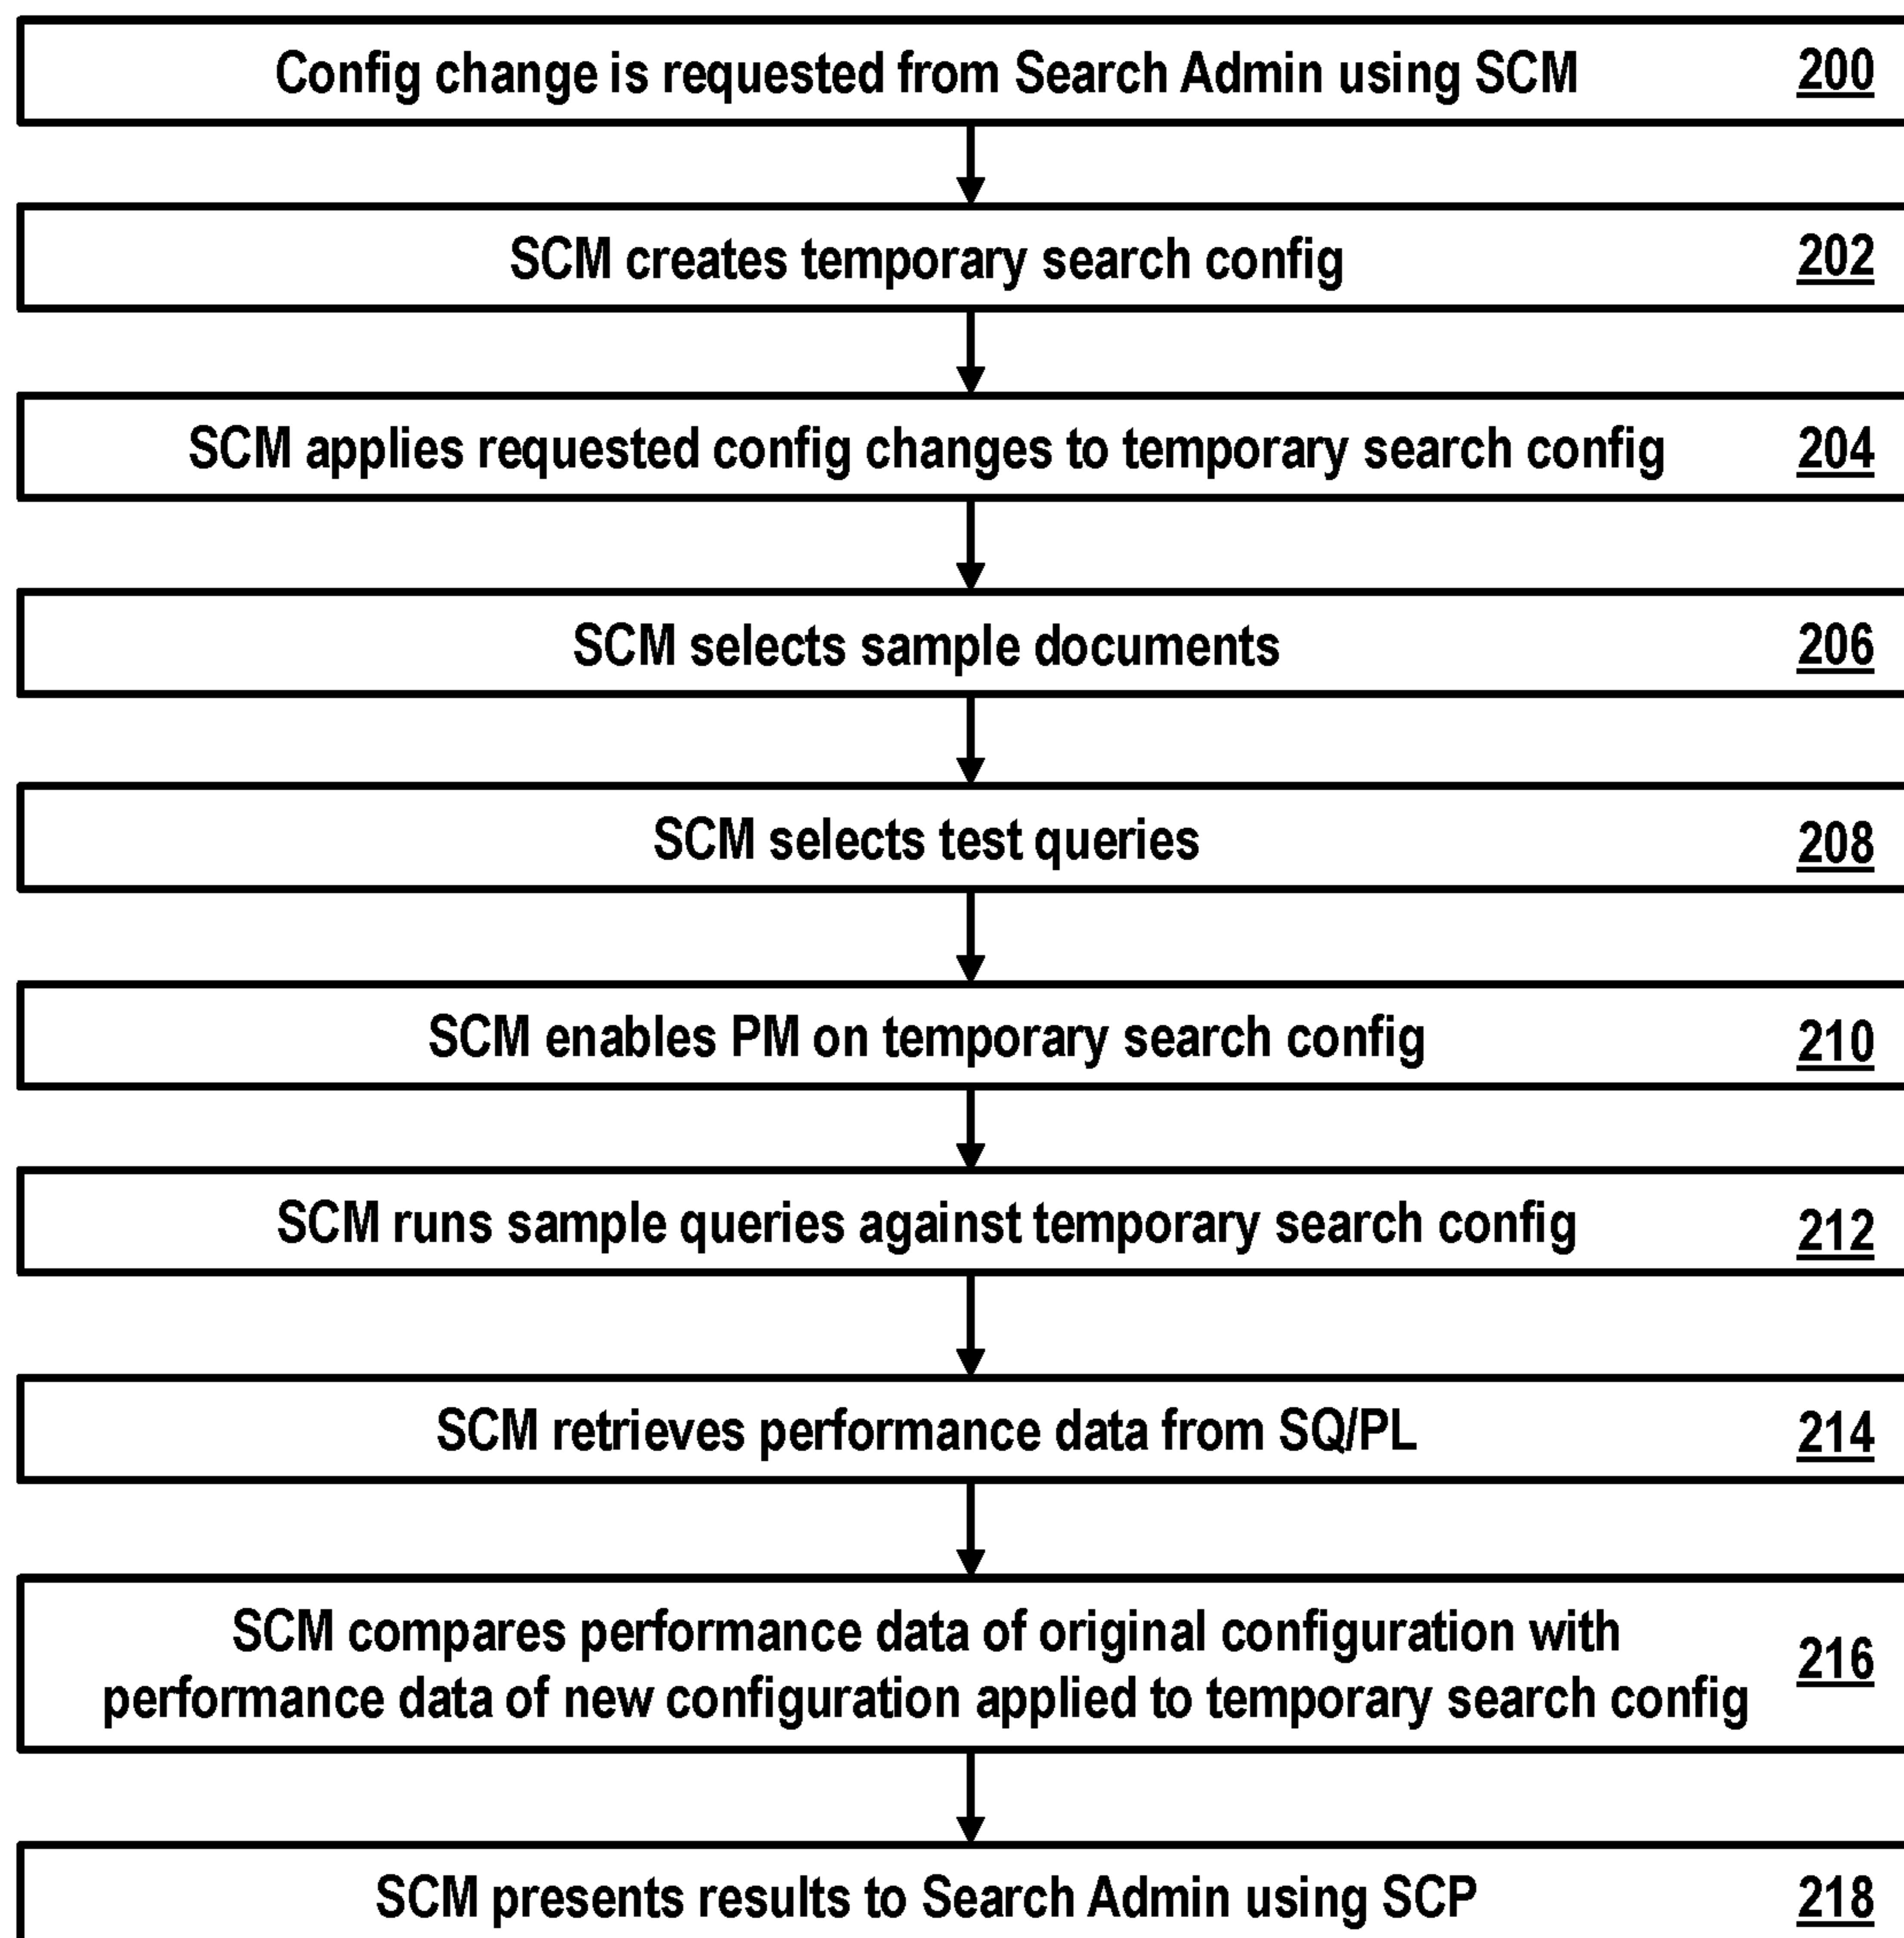 Config change is requested from Search Admin using SCM 200
SCM creates temporary search config 202
SCM applies requested config changes to temporary search config 204
SCM selects sample documents 206
SCM selects test queries 208
SCM enables PM on temporary search config 210
SCM runs sample queries against temporary search config 212
SCM retrieves performance data from SQ/PL 214
SCM compares performance data of original configuration with
performance data of new configuration applied to temporary search config 216
SCM presents results to Search Admin using SCP 218